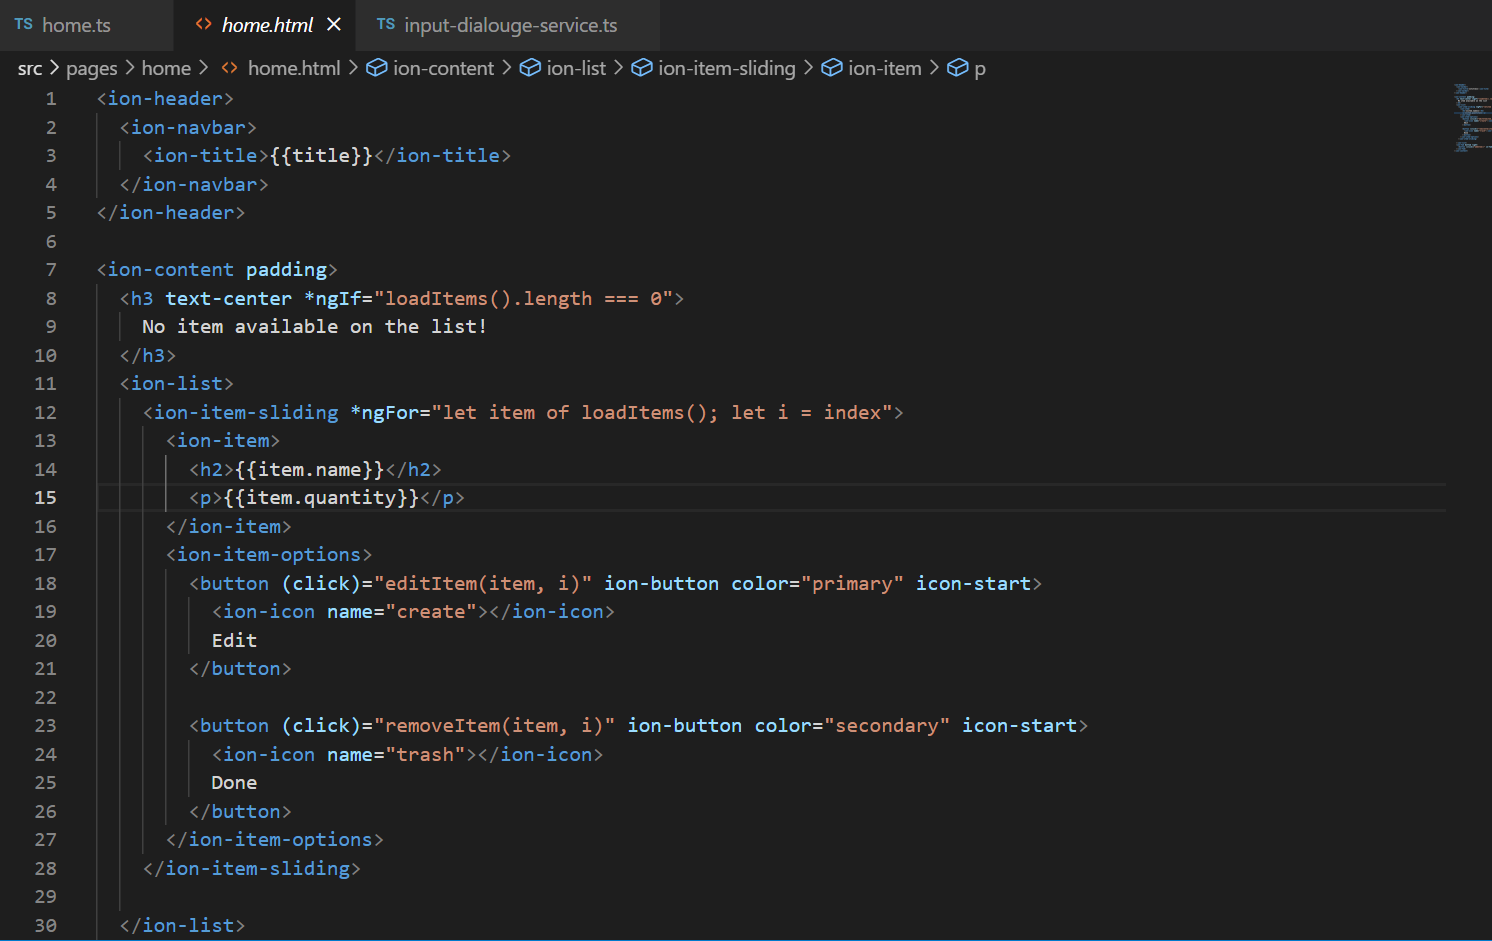 TS home.ts <> home.html × TS input-dialouge-service.ts
src > pages > home > <> home.html > ion-content > ion-list > ion-item-sliding > ion-item > p
1 <ion-header>
2 <ion-navbar>
3 <ion-title>{{title}}</ion-title>
4 </ion-navbar>
5 </ion-header>
6
7 <ion-content padding>
8 <h3 text-center *ngIf="loadItems().length === 0">
9 No item available on the list!
10 </h3>
11 <ion-list>
12 <ion-item-sliding *ngFor="let item of loadItems(); let i = index">
13 <ion-item>
14 <h2>{{item.name}}</h2>
15 <p>{{item.quantity}}</p>
16 </ion-item>
17 <ion-item-options>
18 <button (click)="editItem(item, i)" ion-button color="primary" icon-start>
19 <ion-icon name="create"></ion-icon>
20 Edit
21 </button>
22
23 <button (click)="removeItem(item, i)" ion-button color="secondary" icon-start>
24 <ion-icon name="trash"></ion-icon>
25 Done
26 </button>
27 </ion-item-options>
28 </ion-item-sliding>
29
30 </ion-list>